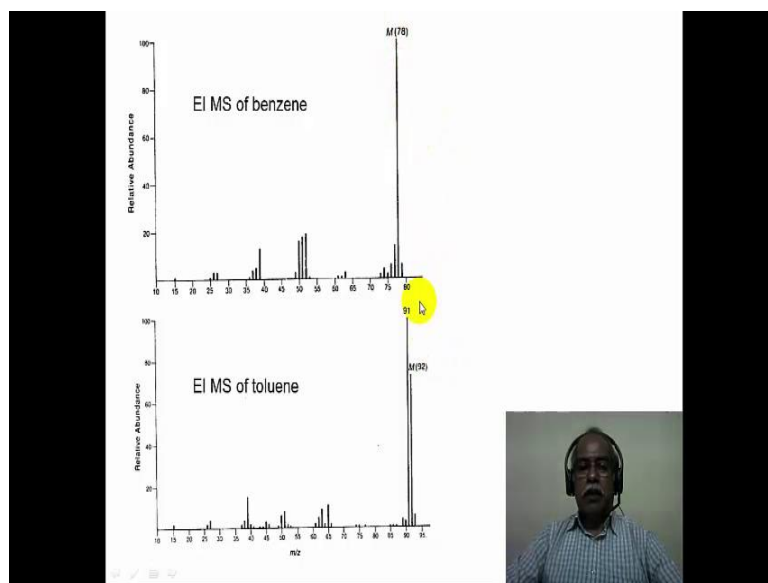 M(78)
100
80
60
40
20
Relative Abundance
EI MS of benzene
10 15 20 25 30 35 40 45 50 55 60 65 70 75 80
91
100
M(92)
80
60
40
20
Relative Abundance
EI MS of toluene
10 15 20 25 30 35 40 45 50 55 60 65 70 75 80 85 90 95
m/z